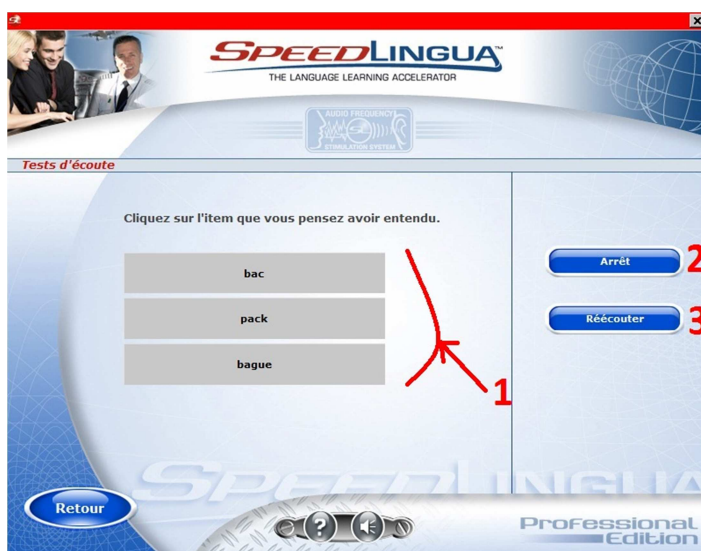 SPEEDLINGUA™
THE LANGUAGE LEARNING ACCELERATOR
AUDIO FREQUENCY
STIMULATION SYSTEM
Tests d'écoute
Cliquez sur l'item que vous pensez avoir entendu.
bac
pack
bague
1
Arrêt
2
Réécouter
3
SPEEDLINGUA
Retour
?
Professional
Edition